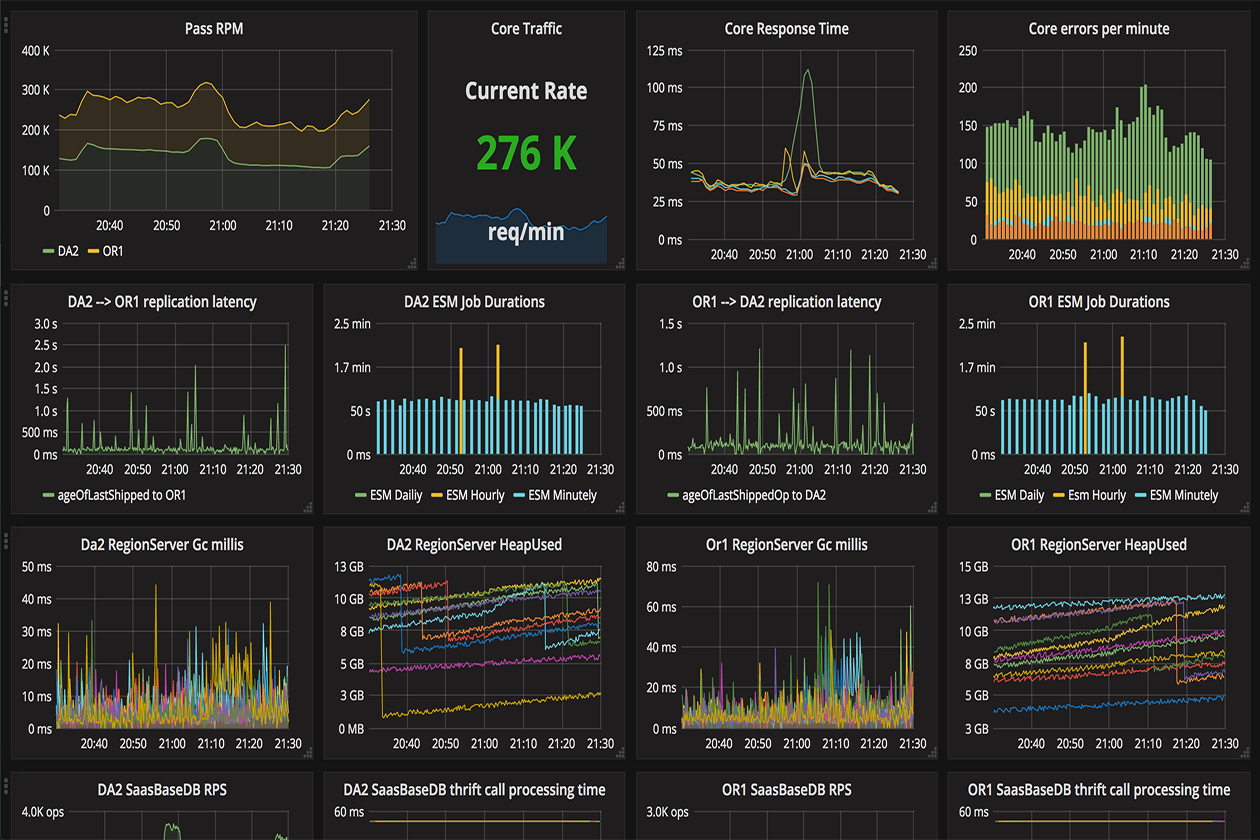 Pass RPM
400 K
300 K
200 K
100 K
0
20:40 20:50 21:00 21:10 21:20 21:30
DA2 OR1
Core Traffic
Current Rate
276 K
req/min
Core Response Time
125 ms
100 ms
75 ms
50 ms
25 ms
0 ms
20:40 20:50 21:00 21:10 21:20 21:30
Core errors per minute
250
200
150
100
50
0
20:40 20:50 21:00 21:10 21:20 21:30
DA2 --> OR1 replication latency
3.0 s
2.5 s
2.0 s
1.5 s
1.0 s
500 ms
0 ms
20:40 20:50 21:00 21:10 21:20 21:30
ageOfLastShipped to OR1
DA2 ESM Job Durations
2.5 min
1.7 min
50 s
0 ms
20:40 20:50 21:00 21:10 21:20 21:30
ESM Dailiy ESM Hourly ESM Minutely
OR1 --> DA2 replication latency
1.5 s
1.0 s
500 ms
0 ms
20:40 20:50 21:00 21:10 21:20 21:30
ageOfLastShippedOp to DA2
OR1 ESM Job Durations
2.5 min
1.7 min
50 s
0 ms
20:40 20:50 21:00 21:10 21:20 21:30
ESM Daily Esm Hourly ESM Minutely
Da2 RegionServer Gc millis
50 ms
40 ms
30 ms
20 ms
10 ms
0 ms
20:40 20:50 21:00 21:10 21:20 21:30
DA2 RegionServer HeapUsed
13 GB
10 GB
8 GB
5 GB
3 GB
0 MB
20:40 20:50 21:00 21:10 21:20 21:30
Or1 RegionServer Gc millis
80 ms
60 ms
40 ms
20 ms
0 ms
20:40 20:50 21:00 21:10 21:20 21:30
OR1 RegionServer HeapUsed
15 GB
13 GB
10 GB
8 GB
5 GB
3 GB
20:40 20:50 21:00 21:10 21:20 21:30
DA2 SaasBaseDB RPS
4.0K ops
DA2 SaasBaseDB thrift call processing time
60 ms
OR1 SaasBaseDB RPS
3.0K ops
OR1 SaasBaseDB thrift call processing time
60 ms